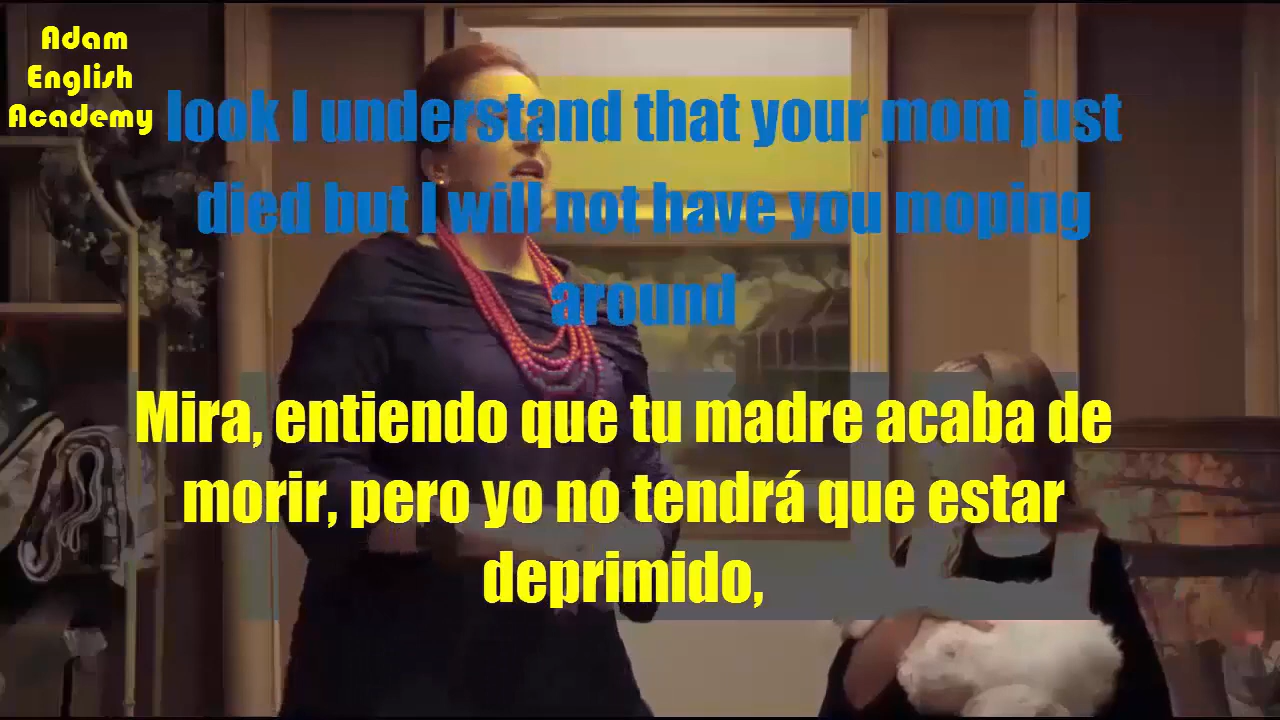 Adam
English
Academy
look I understand that your mom just
died but I will not have you moping
around
Mira, entiendo que tu madre acaba de
morir, pero yo no tendrá que estar
deprimido,